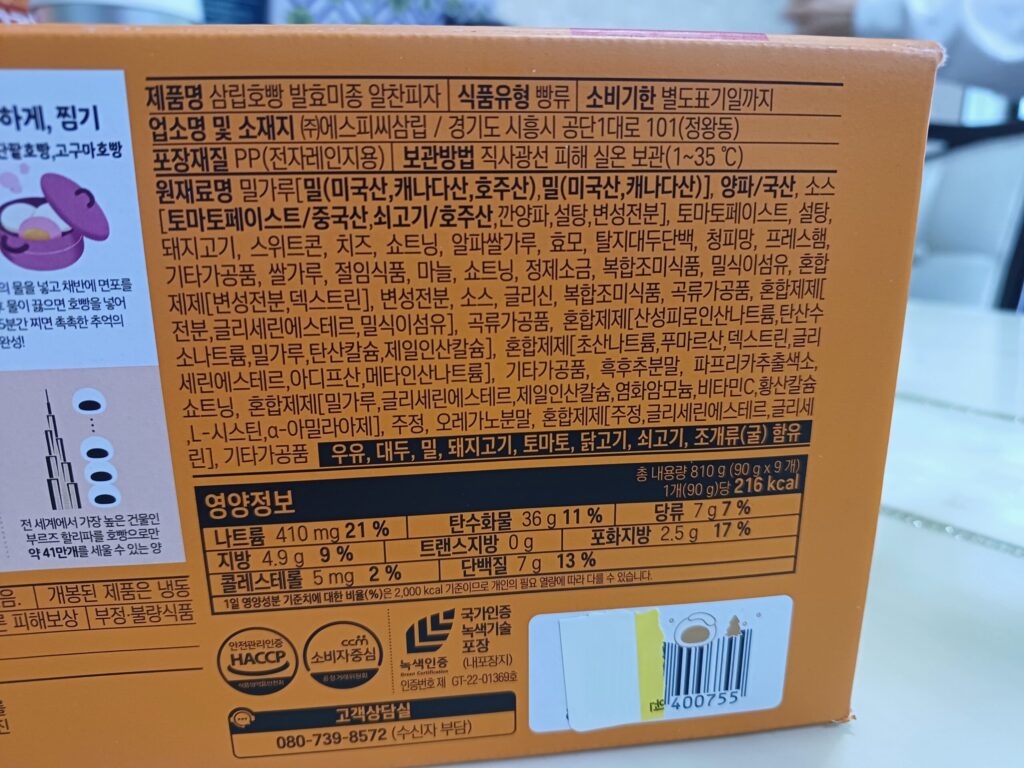 하게, 찜기
단팥호빵,고구마호빵
의 물을 넣고 채반에 면포를
후 물이 끓으면 호빵을 넣어
5분간 찌면 촉촉한 추억의
완성!
전 세계에서 가장 높은 건물인
부르즈 할리파를 호빵으로만
약 41만개를 세울 수 있는 양
음. 개봉된 제품은 냉동
른 피해보상 부정·불량식품
제품명 삼립호빵 발효미종 알찬피자 식품유형 빵류 소비기한 별도표기일까지
업소명 및 소재지 ㈜에스피씨삼립 / 경기도 시흥시 공단1대로 101(정왕동)
포장재질 PP(전자레인지용) 보관방법 직사광선 피해 실온 보관(1~35 ℃)
원재료명 밀가루[밀(미국산,캐나다산,호주산),밀(미국산,캐나다산)], 양파/국산, 소스
[토마토페이스트/중국산,쇠고기/호주산,깐양파,설탕,변성전분], 토마토페이스트, 설탕,
돼지고기, 스위트콘, 치즈, 쇼트닝, 알파쌀가루, 효모, 탈지대두단백, 청피망, 프레스햄,
기타가공품, 쌀가루, 절임식품, 마늘, 쇼트닝, 정제소금, 복합조미식품, 밀식이섬유, 혼합
제제[변성전분,덱스트린], 변성전분, 소스, 글리신, 복합조미식품, 곡류가공품, 혼합제제[
전분,글리세린에스테르,밀식이섬유], 곡류가공품, 혼합제제[산성피로인산나트륨,탄산수
소나트륨,밀가루,탄산칼슘,제일인산칼슘], 혼합제제[초산나트륨,푸마르산,덱스트린,글리
세린에스테르,아디프산,메타인산나트륨], 기타가공품, 흑후추분말, 파프리카추출색소,
쇼트닝, 혼합제제[밀가루,글리세린에스테르,제일인산칼슘,염화암모늄,비타민C,황산칼슘
,L-시스틴,α-아밀라아제], 주정, 오레가노분말, 혼합제제[주정,글리세린에스테르,글리세
린], 기타가공품 우유, 대두, 밀, 돼지고기, 토마토, 닭고기, 쇠고기, 조개류(굴) 함유
영양정보
총 내용량 810 g (90 g x 9 개)
1개(90 g)당 216 kcal
나트륨 410 mg 21 % 탄수화물 36 g 11 % 당류 7 g 7 %
지방 4.9 g 9 % 트랜스지방 0 g 포화지방 2.5 g 17 %
콜레스테롤 5 mg 2 % 단백질 7 g 13 %
1일 영양성분 기준치에 대한 비율(%)은 2,000 kcal 기준이므로 개인의 필요 열량에 따라 다를 수 있습니다.
안전관리인증
HACCP
식품의약품안전처
CCM
소비자중심
공정거래위원회
녹색인증
Green Certification
국가인증
녹색기술
포장
(내포장지)
인증번호 제 GT-22-01369호
고객상담실
080-739-8572 (수신자 부담)
400755